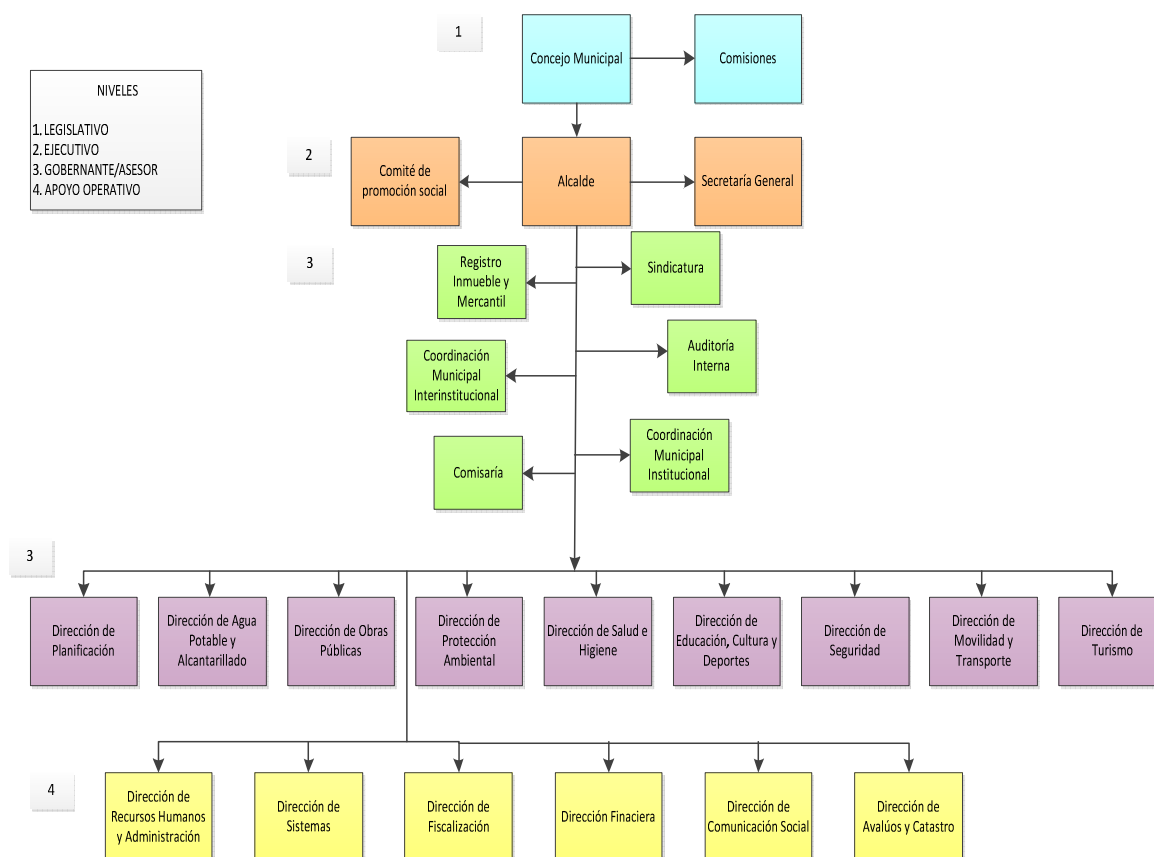 1
Concejo Municipal
Comisiones
NIVELES
1. LEGISLATIVO
2. EJECUTIVO
3. GOBERNANTE/ASESOR
4. APOYO OPERATIVO
2
Comité de
promoción social
Alcalde
Secretaría General
3
Registro
Inmueble y
Mercantil
Sindicatura
Coordinación
Municipal
Interinstitucional
Auditoría
Interna
Comisaría
Coordinación
Municipal
Institucional
3
Dirección de
Planificación
Dirección de Agua
Potable y
Alcantarillado
Dirección de Obras
Públicas
Dirección de
Protección
Ambiental
Dirección de Salud e
Higiene
Dirección de
Educación, Cultura y
Deportes
Dirección de
Seguridad
Dirección de
Movilidad y
Transporte
Dirección de
Turismo
4
Dirección de
Recursos Humanos
y Administración
Dirección de
Sistemas
Dirección de
Fiscalización
Dirección Finaciera
Dirección de
Comunicación Social
Dirección de
Avalúos y Catastro